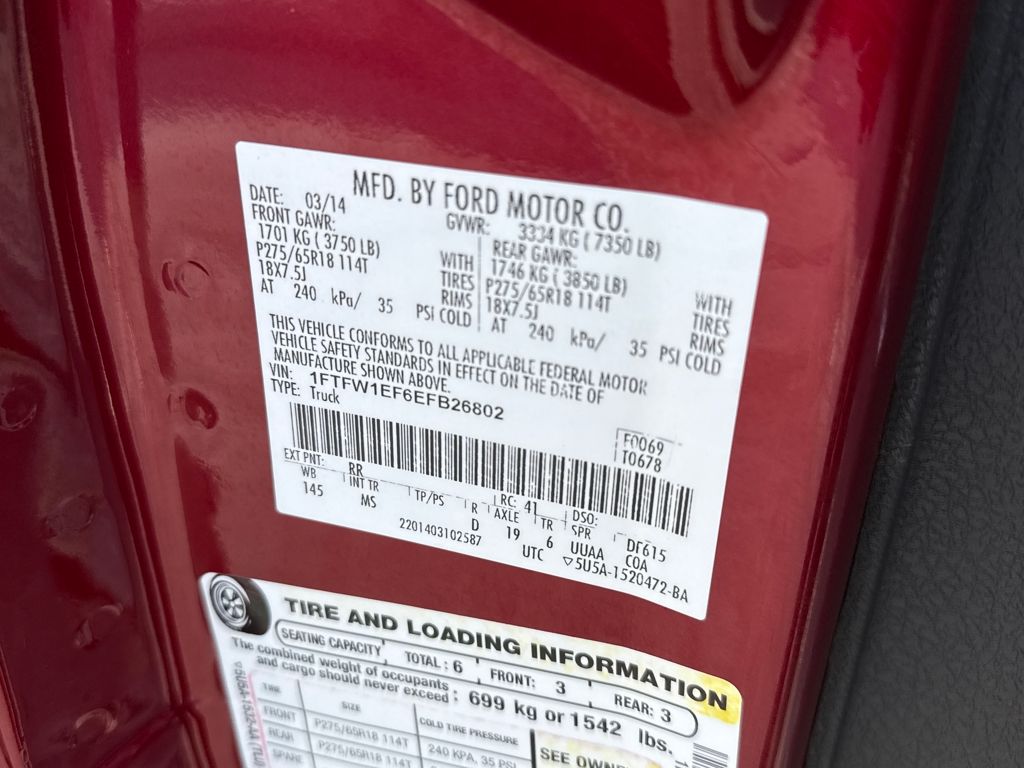 MFD. BY FORD MOTOR CO.
DATE: 03/14 GVWR: 3334 KG ( 7350 LB)
FRONT GAWR: REAR GAWR:
1701 KG ( 3750 LB) WITH 1746 KG ( 3850 LB) WITH
P275/65R18 114T TIRES P275/65R18 114T TIRES
18X7.5J RIMS 18X7.5J RIMS
AT 240 kPa/ 35 PSI COLD AT 240 kPa/ 35 PSI COLD
THIS VEHICLE CONFORMS TO ALL APPLICABLE FEDERAL MOTOR
VEHICLE SAFETY STANDARDS IN EFFECT ON THE DATE OF
MANUFACTURE SHOWN ABOVE.
VIN: 1FTFW1EF6EFB26802
TYPE: Truck
F0069
T0678
EXT PNT: RR RC: 41 DSO:
WB INT TR TP/PS R AXLE TR SPR
145 MS D 19 6 UUAA DF615
2201403102587 UTC COA
▽5U5A-1520472-BA
TIRE AND LOADING INFORMATION
SEATING CAPACITY TOTAL : 6 FRONT: 3 REAR: 3
The combined weight of occupants
and cargo should never exceed : 699 kg or 1542 lbs.
TIRE SIZE COLD TIRE PRESSURE
FRONT P275/65R18 114T 240 KPA, 35 PSI
REAR P275/65R18 114T
SPARE
SEE OWNER